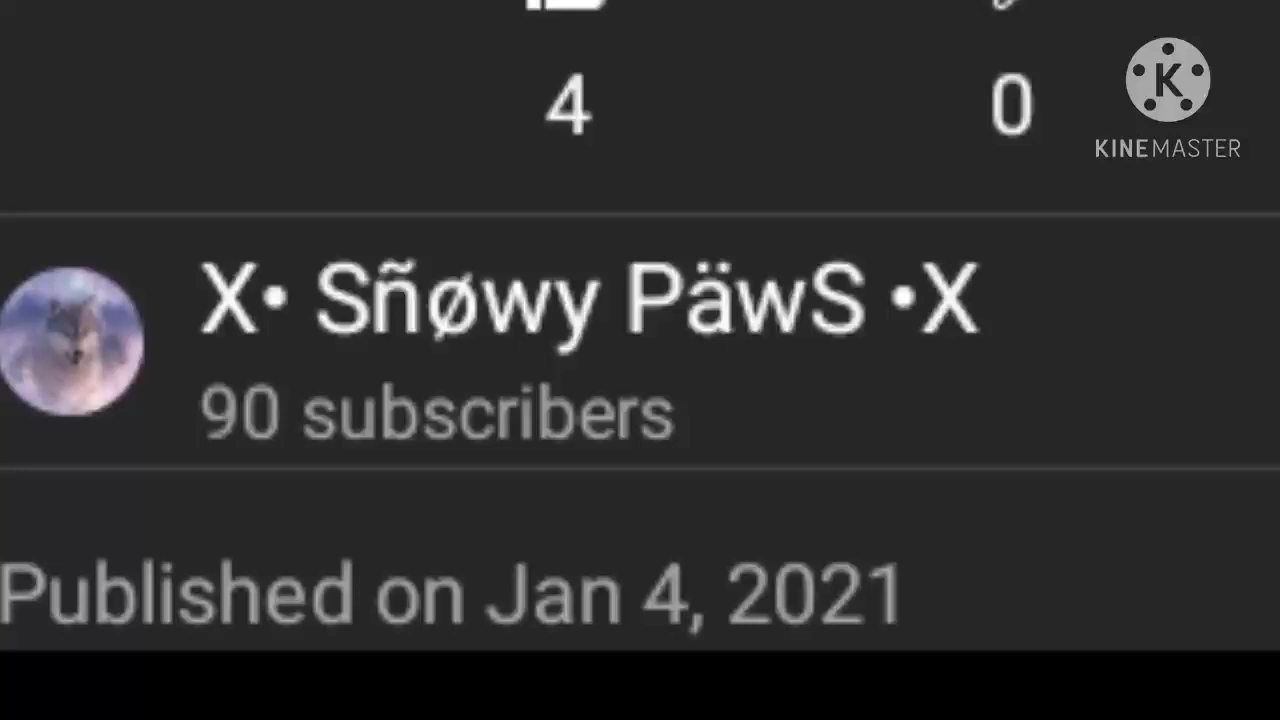 4 0
K
KINEMASTER
X• Sñøwy PäwS •X
90 subscribers
Published on Jan 4, 2021